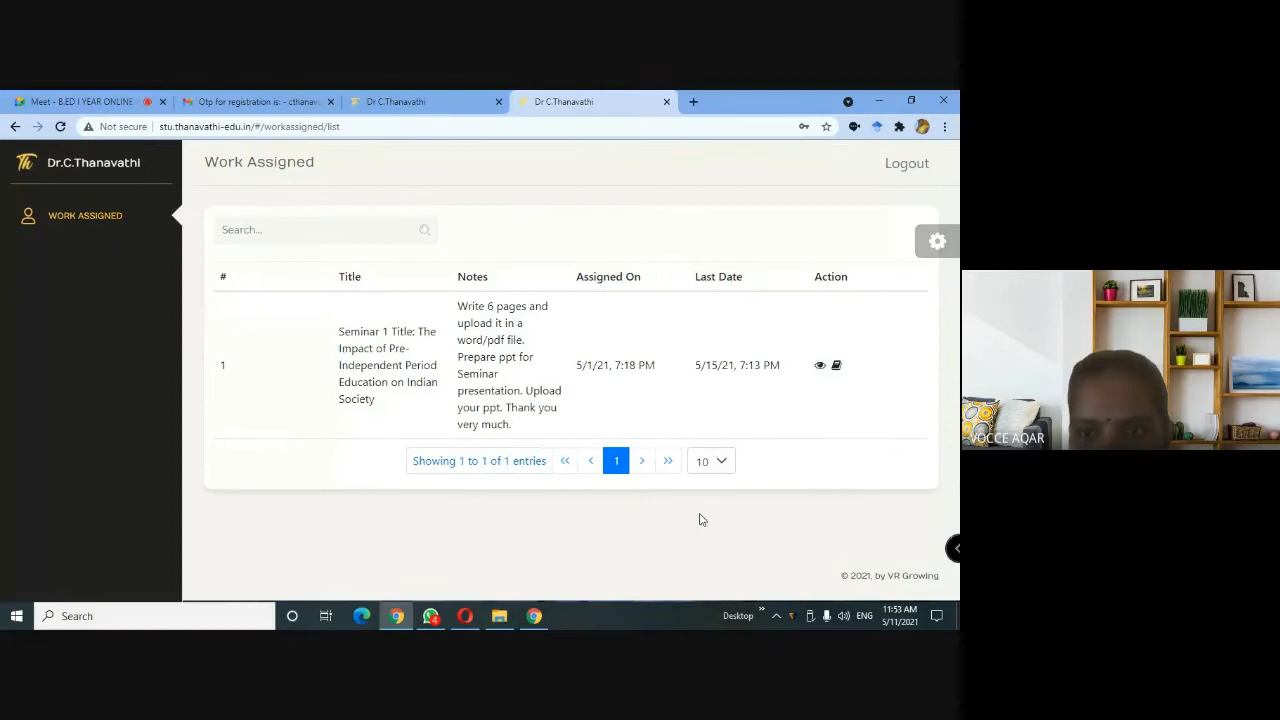 Meet - B.ED I YEAR ONLINE
Otp for registration is: - cthanava
Dr C.Thanavathi
Dr C.Thanavathi
Not secure
stu.thanavathi-edu.in/#/workassigned/list
Th
Dr.C.Thanavathi
Work Assigned
Logout
WORK ASSIGNED
Search...
# Title Notes Assigned On Last Date Action
1
Seminar 1 Title: The
Impact of Pre-
Independent Period
Education on Indian
Society
Write 6 pages and
upload it in a
word/pdf file.
Prepare ppt for
Seminar
presentation. Upload
your ppt. Thank you
very much.
5/1/21, 7:18 PM
5/15/21, 7:13 PM
Showing 1 to 1 of 1 entries « ‹ 1 › » 10
VOCCE AQAR
© 2021, by VR Growing
Search
4
Desktop
ENG
11:53 AM
5/11/2021